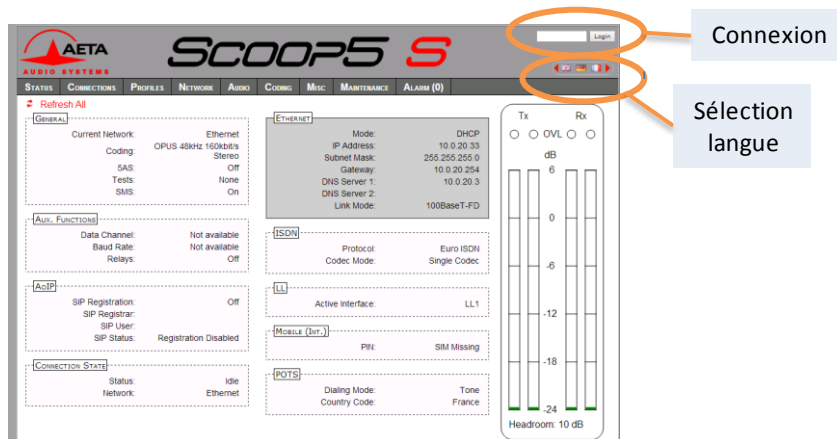 AETA
AUDIO SYSTEMS
SCOOP5 S
Login
Connexion
Sélection
langue
STATUS CONNECTIONS PROFILES NETWORK AUDIO CODING MISC MAINTENANCE ALARM (0)
Refresh All
GENERAL
Current Network: Ethernet
Coding: OPUS 48kHz 160kbit/s
Stereo
5AS: Off
Tests: None
SMS: On
AUX. FUNCTIONS
Data Channel: Not available
Baud Rate: Not available
Relays: Off
AOIP
SIP Registration: Off
SIP Registrar:
SIP User:
SIP Status: Registration Disabled
CONNECTION STATE
Status: Idle
Network: Ethernet
ETHERNET
Mode: DHCP
IP Address: 10.0.20.33
Subnet Mask: 255.255.255.0
Gateway: 10.0.20.254
DNS Server 1: 10.0.20.3
DNS Server 2:
Link Mode: 100BaseT-FD
ISDN
Protocol: Euro ISDN
Codec Mode: Single Codec
LL
Active Interface: LL1
MOBILE (INT.)
PIN: SIM Missing
POTS
Dialing Mode: Tone
Country Code: France
Tx Rx
OVL
dB
6
0
-6
-12
-18
-24
Headroom: 10 dB